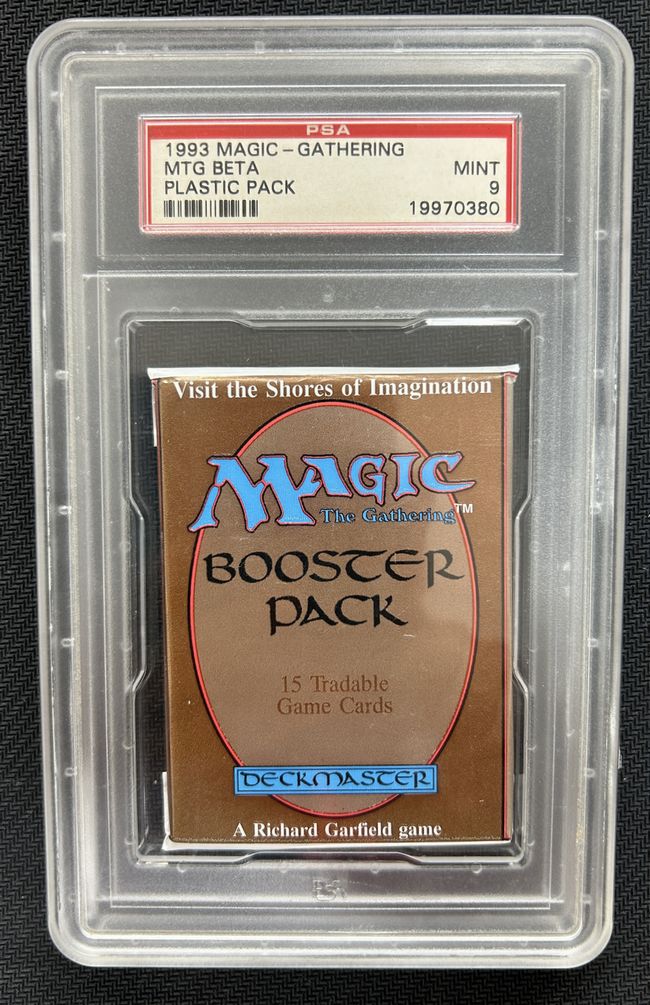 PSA
1993 MAGIC - GATHERING
MTG BETA MINT
PLASTIC PACK 9
19970380
Visit the Shores of Imagination
MAGIC
The Gathering™
BOOSTER
PACK
15 Tradable
Game Cards
DECKMASTER
A Richard Garfield game
PSA